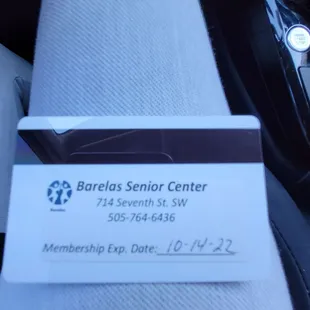 Barelas Senior Center
714 Seventh St. SW
505-764-6436
Membership Exp. Date: 10-14-22